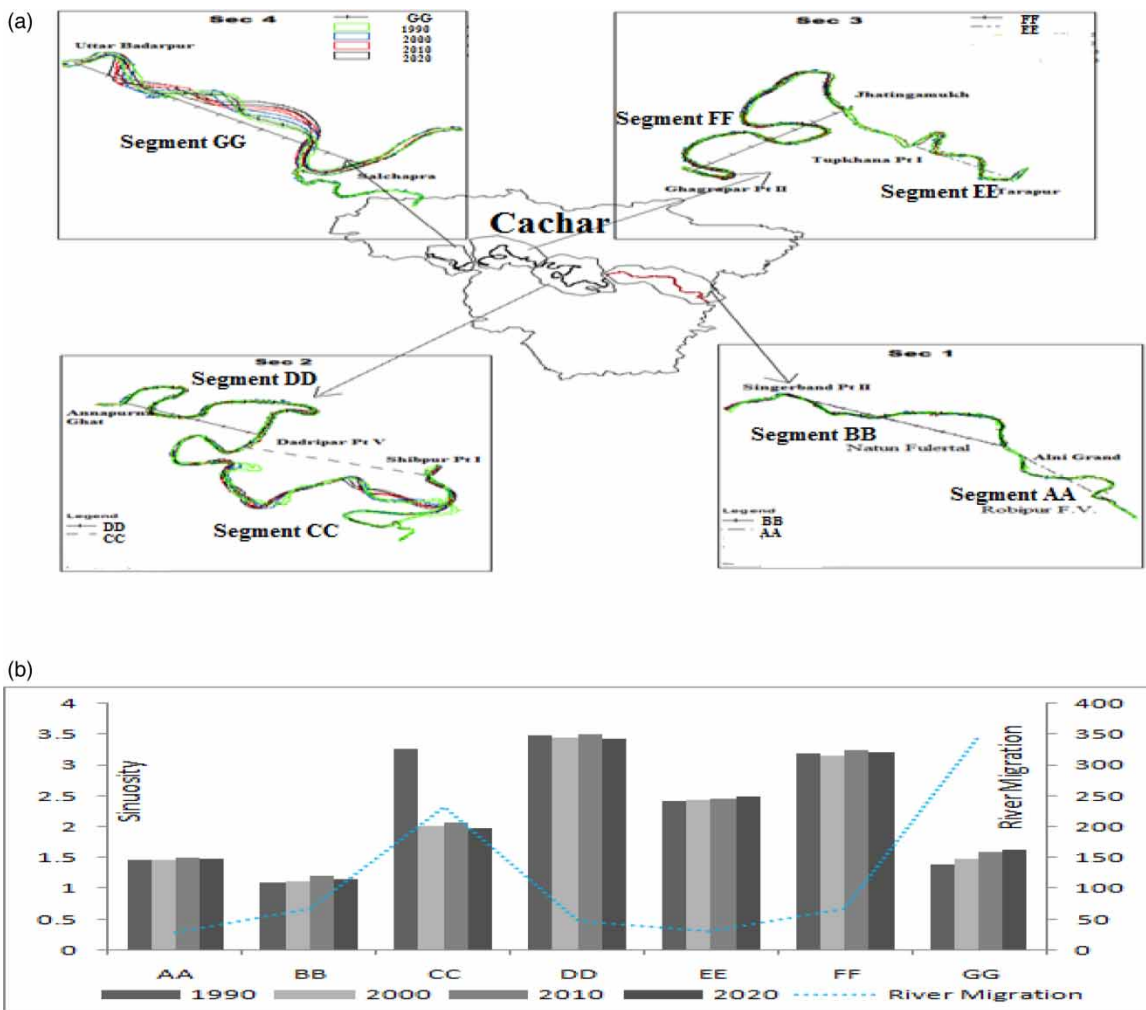 (a)
Sec 4
GG
1990
2000
2010
2020
Uttar Badarpur
Segment GG
Salchapra
Sec 3
FF
EE
Jhatingamukh
Segment FF
Tupkhana Pt I
Ghagrapar Pt II
Segment EE
Tarapur
Cachar
Sec 2
Segment DD
Annapurna
Ghat
Dadripar Pt V
Shibpur Pt I
Segment CC
Legend
DD
CC
Sec 1
Singerband Pt II
Segment BB
Natun Fulertal
Alni Grand
Segment AA
Robipur F.V.
Legend
BB
AA
(b)
4
3.5
3
2.5
2
1.5
1
0.5
0
Sinuosity
400
350
300
250
200
150
100
50
0
River Migration
AA BB CC DD EE FF GG
1990 2000 2010 2020 River Migration